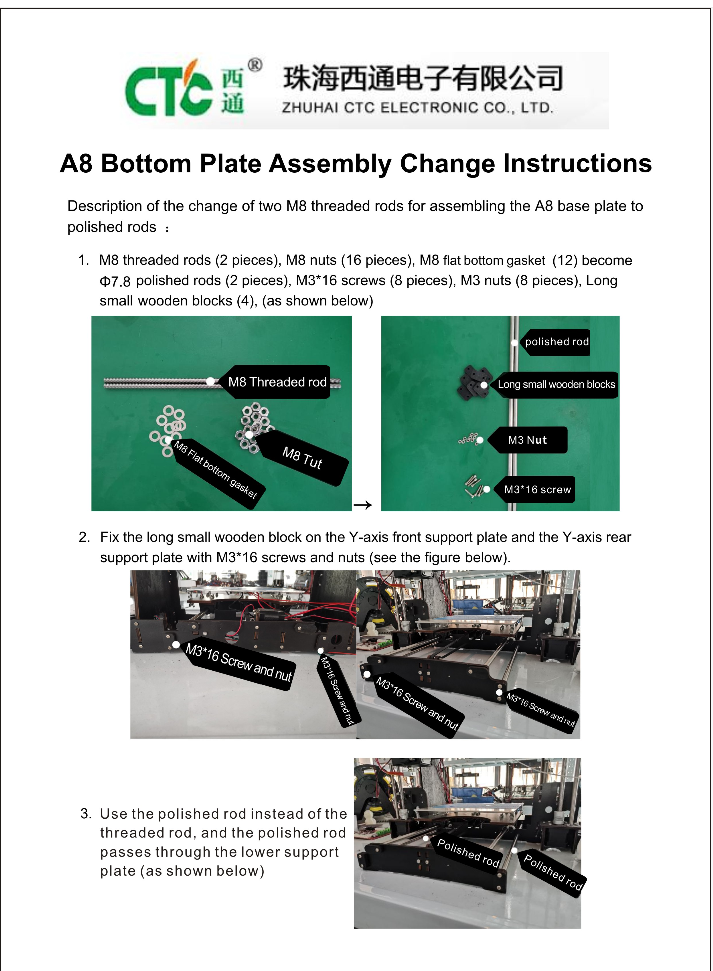 CTC 西通 ® 珠海西通电子有限公司
ZHUHAI CTC ELECTRONIC CO., LTD.
A8 Bottom Plate Assembly Change Instructions
Description of the change of two M8 threaded rods for assembling the A8 base plate to
polished rods ：
1. M8 threaded rods (2 pieces), M8 nuts (16 pieces), M8 flat bottom gasket (12) become
Φ7.8 polished rods (2 pieces), M3*16 screws (8 pieces), M3 nuts (8 pieces), Long
small wooden blocks (4), (as shown below)
M8 Threaded rod
M8 Flat bottom gasket
M8 Tut
→
polished rod
Long small wooden blocks
M3 Nut
M3*16 screw
2. Fix the long small wooden block on the Y-axis front support plate and the Y-axis rear
support plate with M3*16 screws and nuts (see the figure below).
M3*16 Screw and nut
M3*16 Screw and nut
M3*16 Screw and nut
M3*16 Screw and nut
3. Use the polished rod instead of the
threaded rod, and the polished rod
passes through the lower support
plate (as shown below)
Polished rod
Polished rod